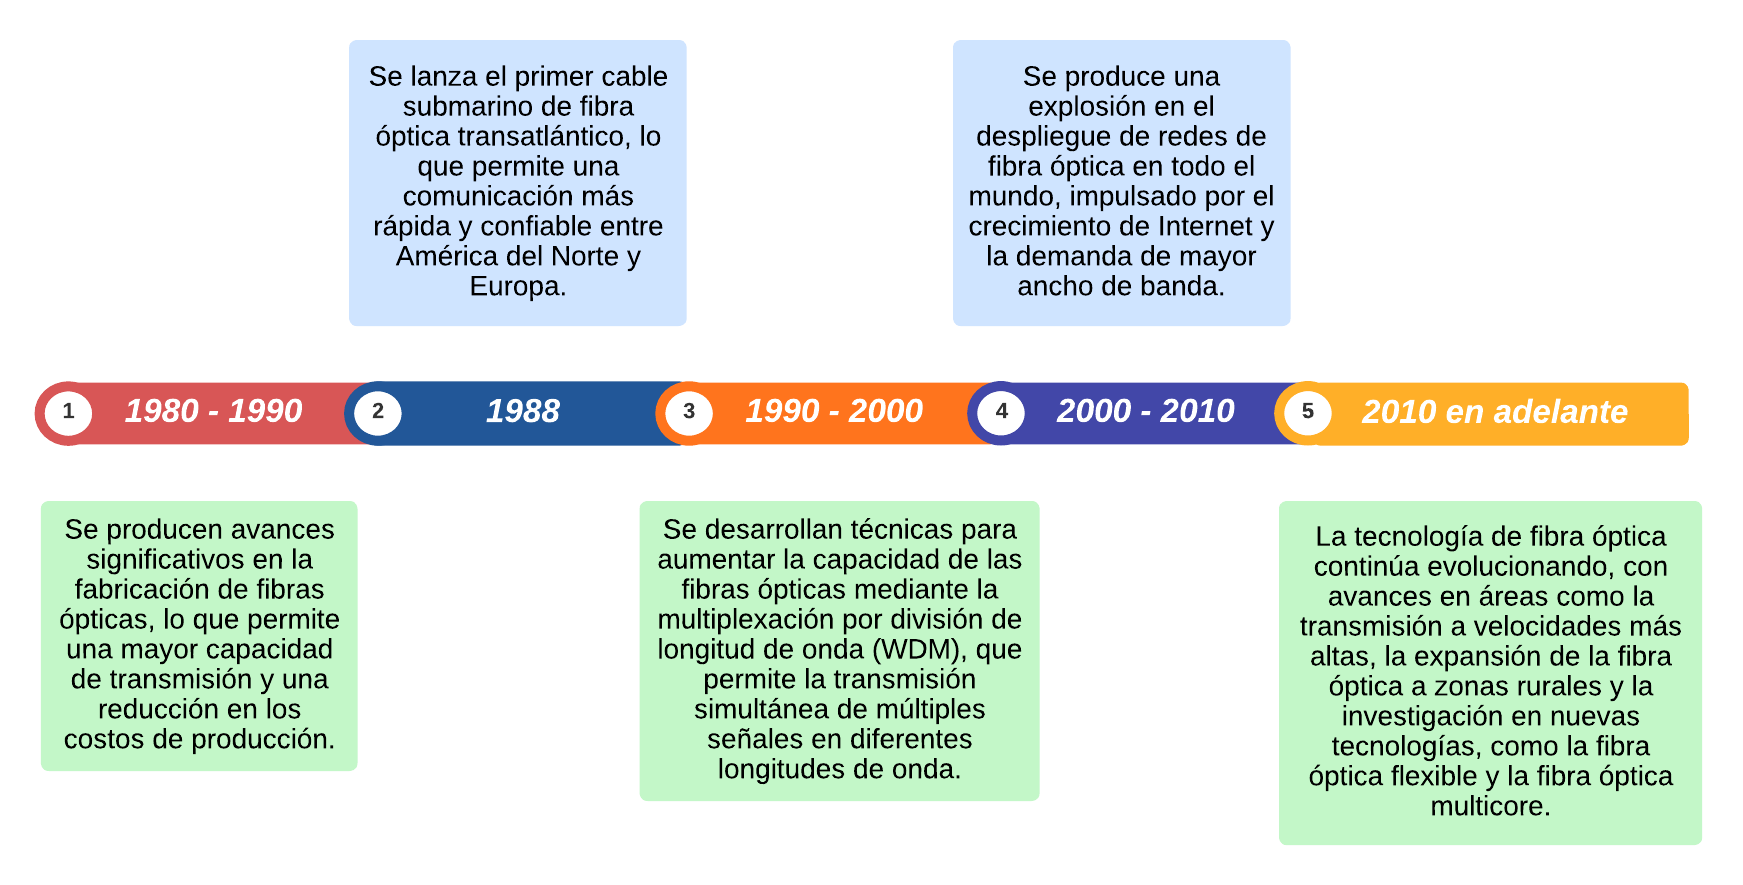 Se lanza el primer cable
submarino de fibra
óptica transatlántico, lo
que permite una
comunicación más
rápida y confiable entre
América del Norte y
Europa.
Se produce una
explosión en el
despliegue de redes de
fibra óptica en todo el
mundo, impulsado por el
crecimiento de Internet y
la demanda de mayor
ancho de banda.
1 1980 - 1990
2 1988
3 1990 - 2000
4 2000 - 2010
5 2010 en adelante
Se producen avances
significativos en la
fabricación de fibras
ópticas, lo que permite
una mayor capacidad
de transmisión y una
reducción en los
costos de producción.
Se desarrollan técnicas para
aumentar la capacidad de las
fibras ópticas mediante la
multiplexación por división de
longitud de onda (WDM), que
permite la transmisión
simultánea de múltiples
señales en diferentes
longitudes de onda.
La tecnología de fibra óptica
continúa evolucionando, con
avances en áreas como la
transmisión a velocidades más
altas, la expansión de la fibra
óptica a zonas rurales y la
investigación en nuevas
tecnologías, como la fibra
óptica flexible y la fibra óptica
multicore.